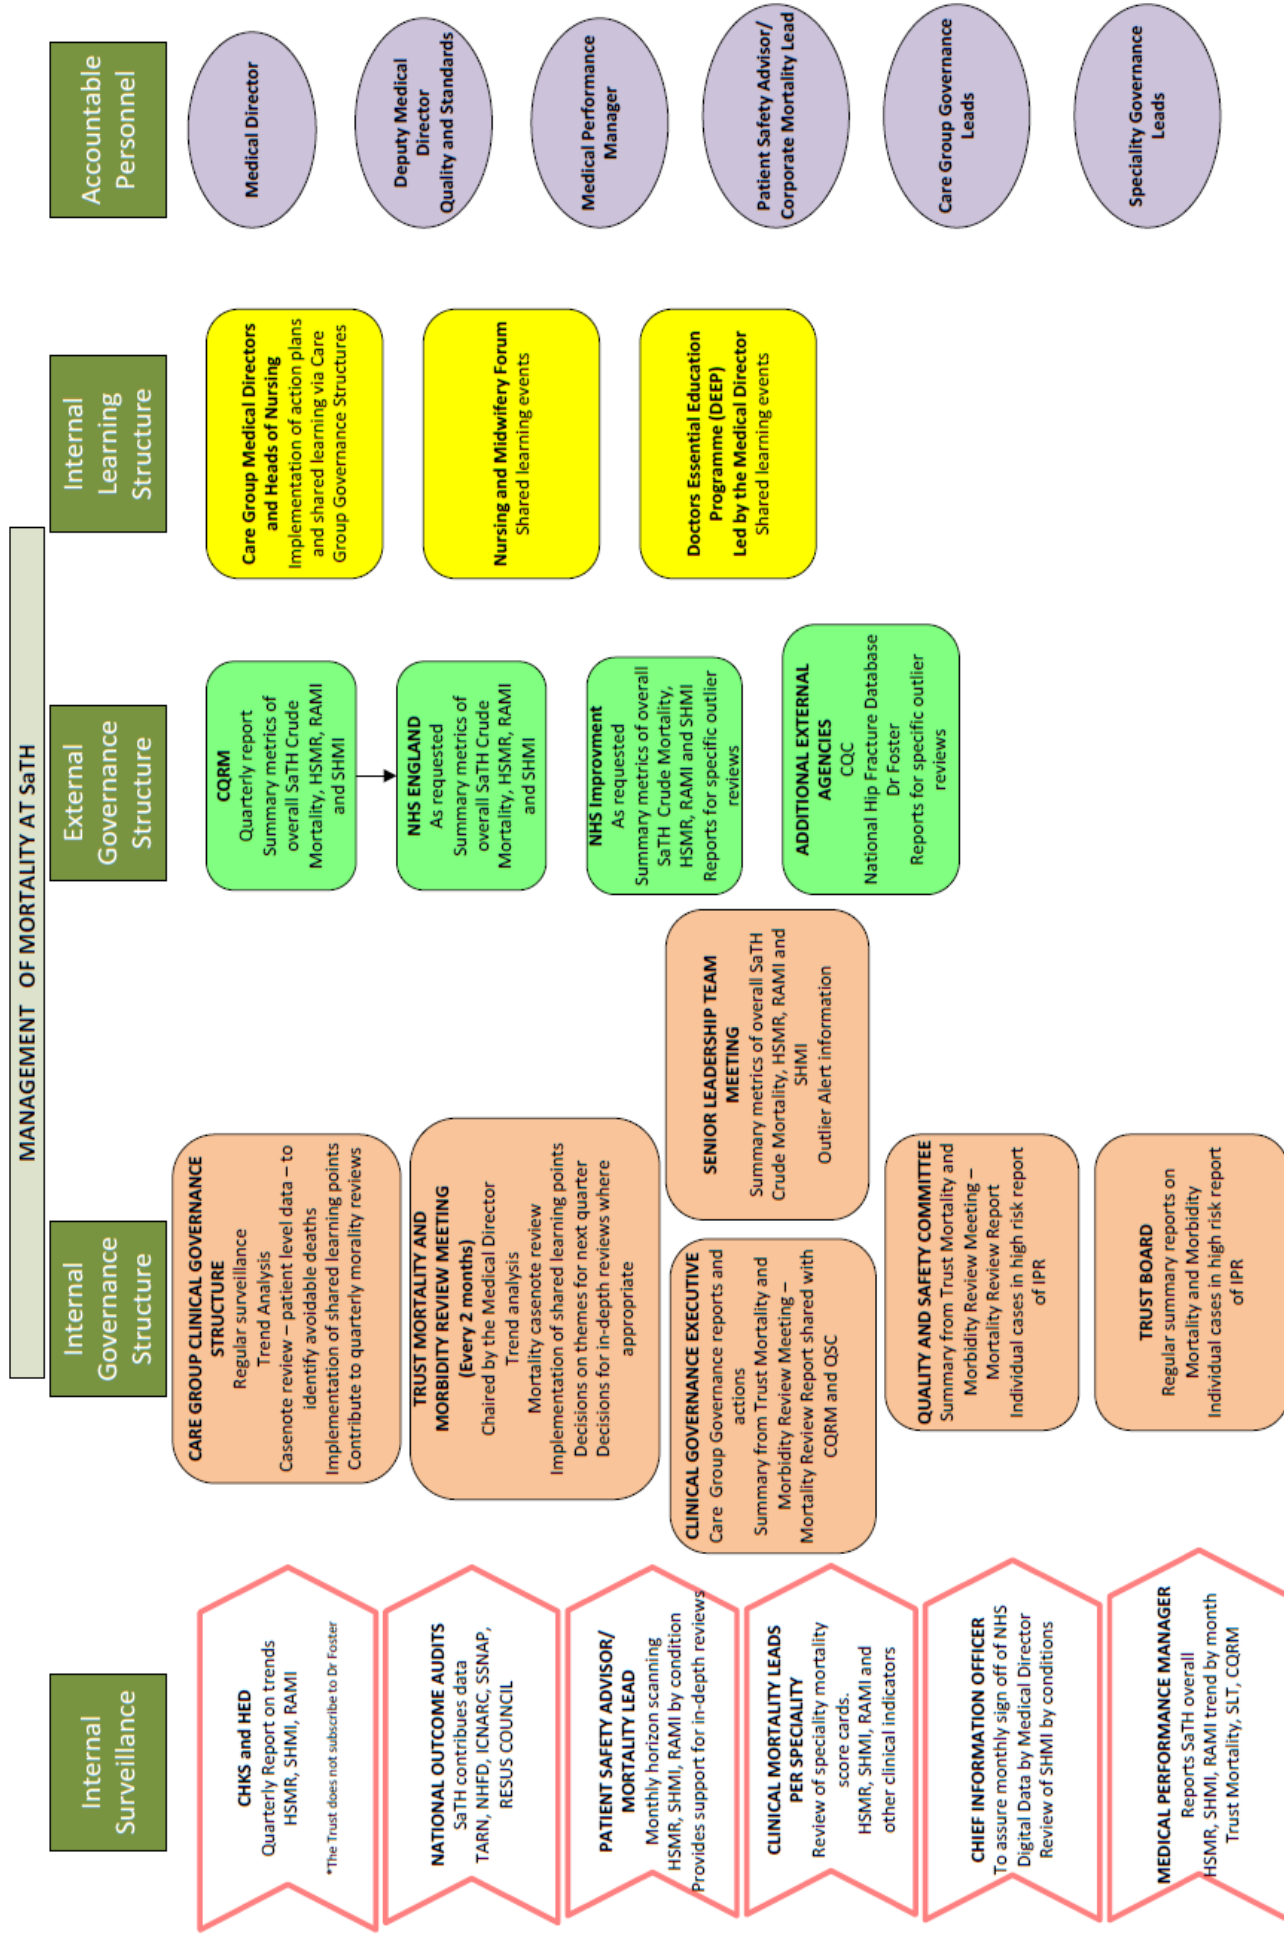 MANAGEMENT OF MORTALITY AT SaTH
Internal
Surveillance
CHKS and HED
Quarterly Report on trends
HSMR, SHMI, RAMI
*The Trust does not subscribe to Dr Foster
NATIONAL OUTCOME AUDITS
SaTH contribues data
TARN, NHFD, ICNARC, SSNAP,
RESUS COUNCIL
PATIENT SAFETY ADVISOR/
MORTALITY LEAD
Monthly horizon scanning
HSMR, SHMI, RAMI by condition
Provides support for in-depth reviews
CLINICAL MORTALITY LEADS
PER SPECIALITY
Review of speciality mortality
score cards.
HSMR, SHMI, RAMI and
other clinical indicators
CHIEF INFORMATION OFFICER
To assure monthly sign off of NHS
Digital Data by Medical Director
Review of SHMI by conditions
MEDICAL PERFORMANCE MANAGER
Reports SaTH overall
HSMR, SHMI, RAMI trend by month
Trust Mortality, SLT, CQRM
Internal
Governance
Structure
CARE GROUP CLINICAL GOVERNANCE
STRUCTURE
Regular surveillance
Trend Analysis
Casenote review – patient level data – to
identify avoidable deaths
Implementation of shared learning points
Contribute to quarterly morality reviews
TRUST MORTALITY AND
MORBIDITY REVIEW MEETING
(Every 2 months)
Chaired by the Medical Director
Trend analysis
Mortality casenote review
Implementation of shared learning points
Decisions on themes for next quarter
Decisions for in-depth reviews where
appropriate
CLINICAL GOVERNANCE EXECUTIVE
Care Group Governance reports and
actions
Summary from Trust Mortality and
Morbidity Review Meeting –
Mortality Review Report shared with
CQRM and QSC
SENIOR LEADERSHIP TEAM
MEETING
Summary metrics of overall SaTH
Crude Mortality, HSMR, RAMI and
SHMI
Outlier Alert information
QUALITY AND SAFETY COMMITTEE
Summary from Trust Mortality and
Morbidity Review Meeting –
Mortality Review Report
Individual cases in high risk report
of IPR
TRUST BOARD
Regular summary reports on
Mortality and Morbidity
Individual cases in high risk report
of IPR
External
Governance
Structure
CQRM
Quarterly report
Summary metrics of
overall SaTH Crude
Mortality, HSMR, RAMI
and SHMI
NHS ENGLAND
As requested
Summary metrics of
overall SaTH Crude
Mortality, HSMR, RAMI
and SHMI
NHS Improvment
As requested
Summary metrics of overall
SaTH Crude Mortality,
HSMR, RAMI and SHMI
Reports for specific outlier
reviews
ADDITIONAL EXTERNAL
AGENCIES
CQC
National Hip Fracture Database
Dr Foster
Reports for specific outlier
reviews
Internal
Learning
Structure
Care Group Medical Directors
and Heads of Nursing
Implementation of action plans
and shared learning via Care
Group Governance Structures
Nursing and Midwifery Forum
Shared learning events
Doctors Essential Education
Programme (DEEP)
Led by the Medical Director
Shared learning events
Accountable
Personnel
Medical Director
Deputy Medical
Director
Quality and Standards
Medical Performance
Manager
Patient Safety Advisor/
Corporate Mortality Lead
Care Group Governance
Leads
Speciality Governance
Leads